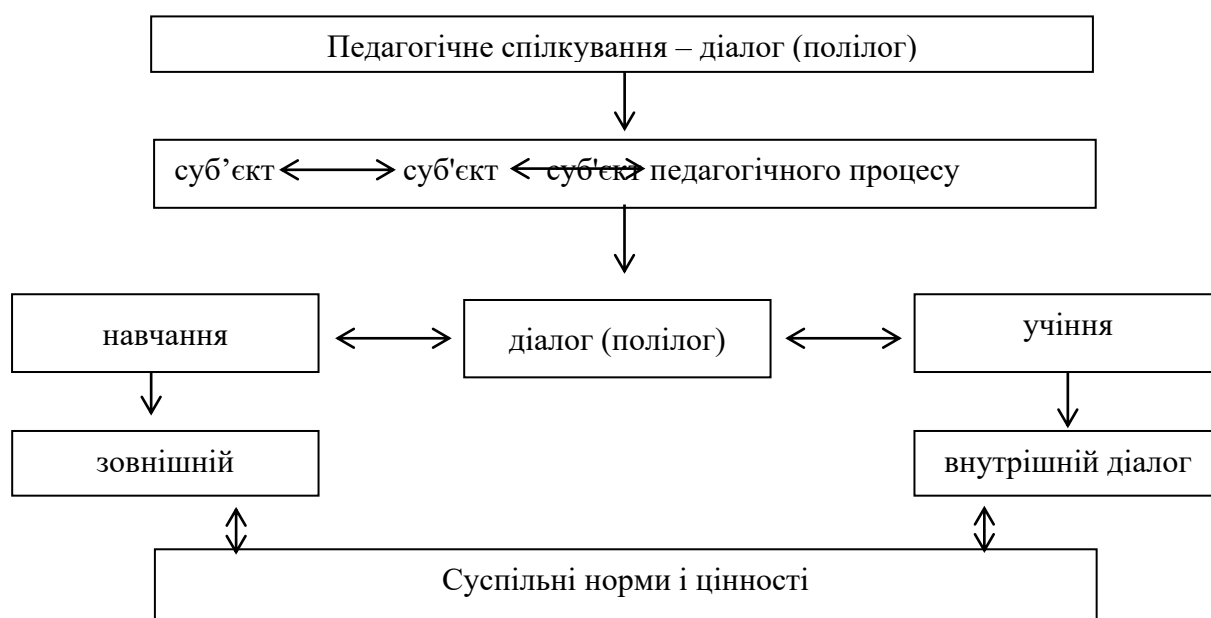 Педагогічне спілкування – діалог (полілог)
суб’єкт суб'єкт суб'єкт педагогічного процесу
навчання
діалог (полілог)
учіння
зовнішній
внутрішній діалог
Суспільні норми і цінності